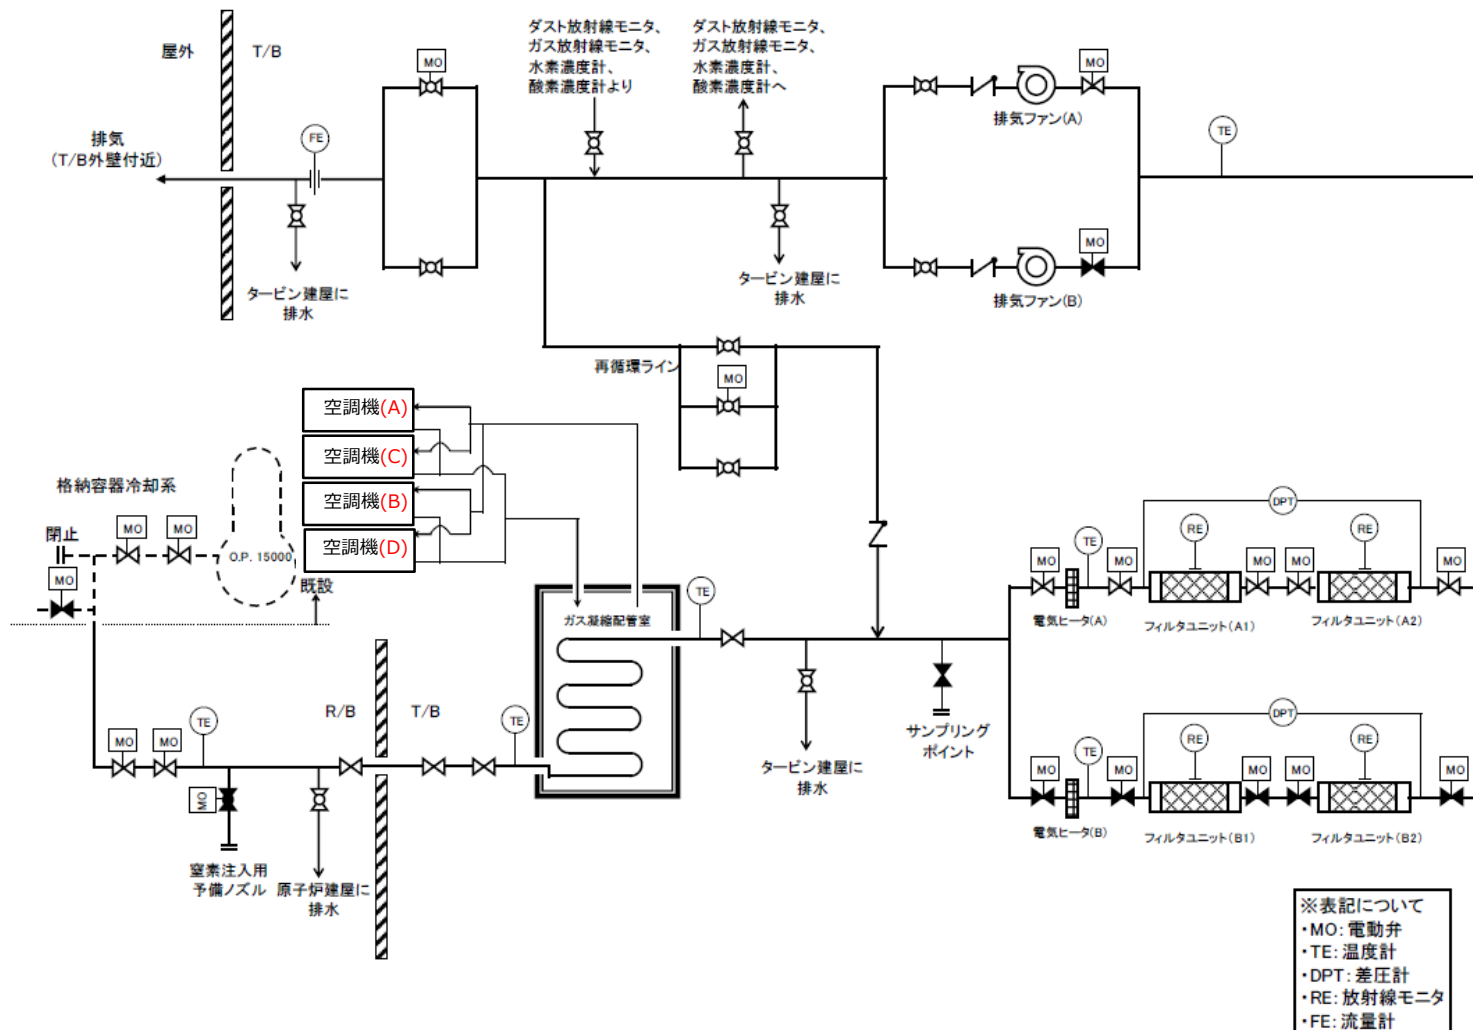 屋外
T/B
MO
ダスト放射線モニタ、
ガス放射線モニタ、
水素濃度計、
酸素濃度計より
ダスト放射線モニタ、
ガス放射線モニタ、
水素濃度計、
酸素濃度計へ
MO
排気ファン(A)
TE
排気
(T/B外壁付近)
FE
タービン建屋に
排水
タービン建屋に
排水
MO
排気ファン(B)
再循環ライン
MO
空調機(A)
空調機(C)
空調機(B)
空調機(D)
格納容器冷却系
閉止
MO
MO
MO
O.P. 15000
既設
ガス凝縮配管室
TE
DPT
MO
TE
MO
RE
MO
MO
RE
MO
電気ヒータ(A)
フィルタユニット(A1)
フィルタユニット(A2)
R/B
T/B
MO
MO
TE
TE
MO
窒素注入用
予備ノズル
原子炉建屋に
排水
タービン建屋に
排水
サンプリング
ポイント
DPT
MO
TE
MO
RE
MO
MO
RE
MO
電気ヒータ(B)
フィルタユニット(B1)
フィルタユニット(B2)
※表記について
・MO: 電動弁
・TE: 温度計
・DPT: 差圧計
・RE: 放射線モニタ
・FE: 流量計